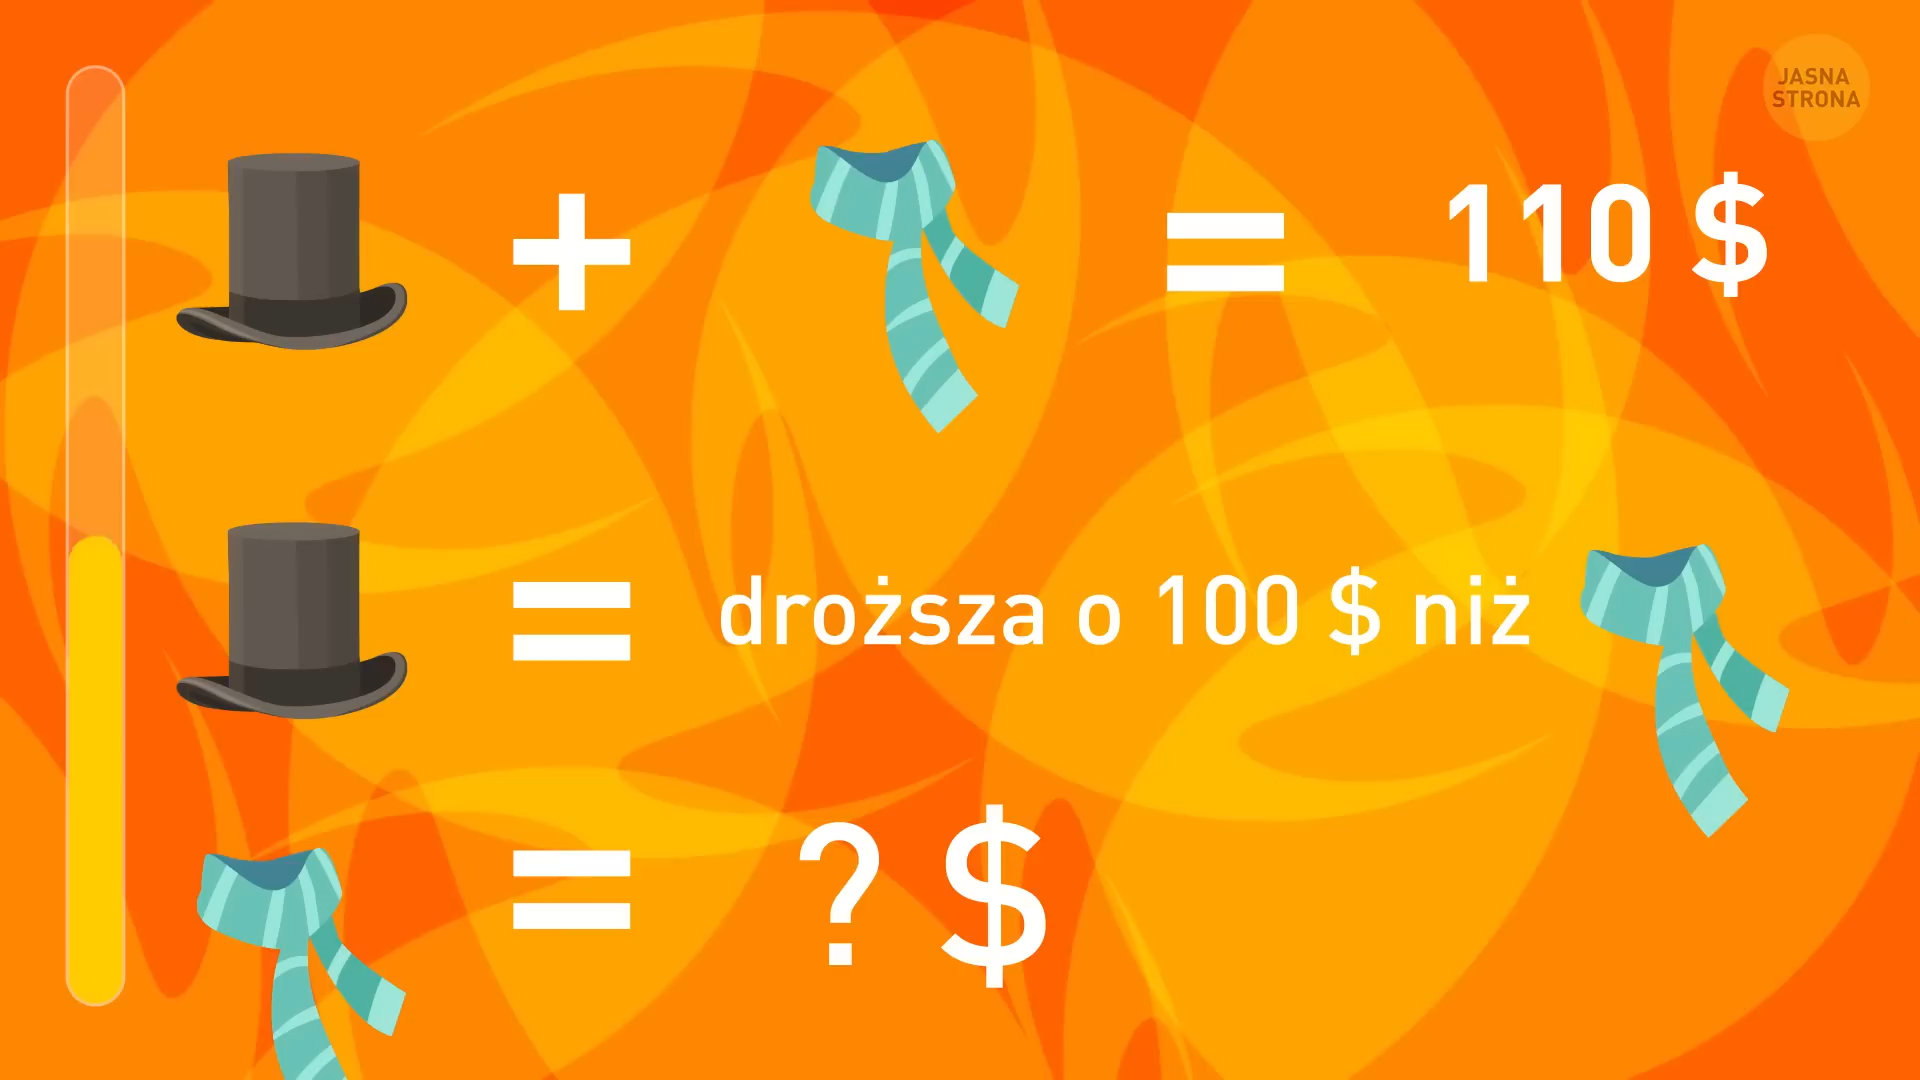 JASNA
STRONA
+ = 110 $
= droższa o 100 $ niż
= ? $